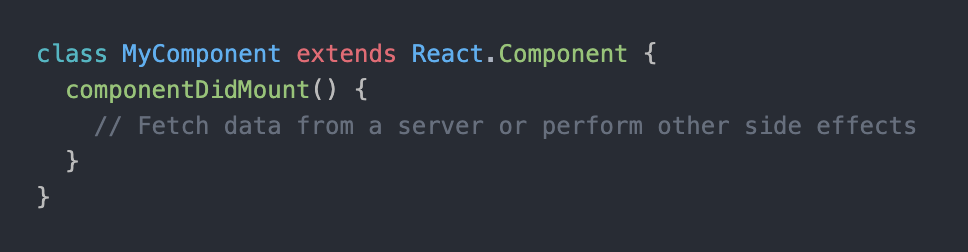 class MyComponent extends React.Component {
  componentDidMount() {
    // Fetch data from a server or perform other side effects
  }
}